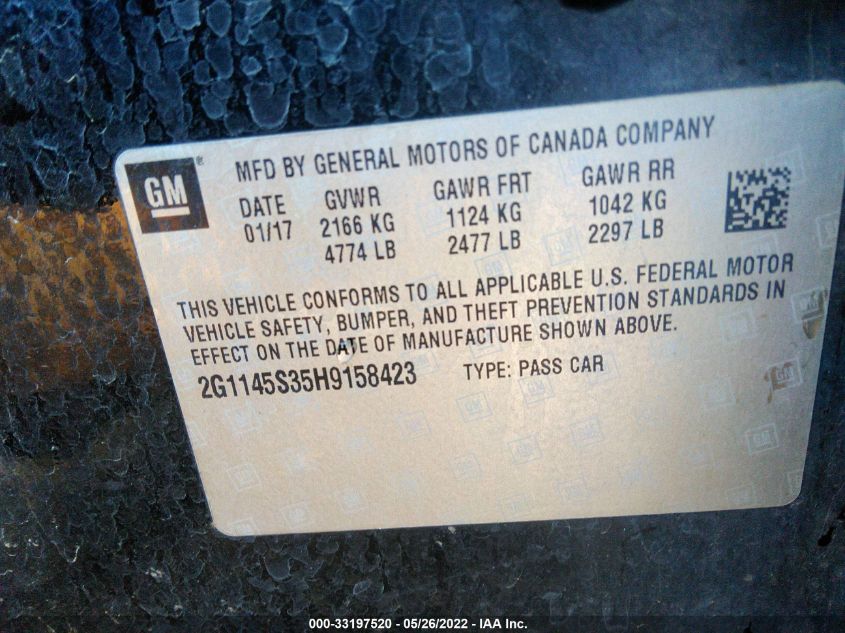 GM
®
MFD BY GENERAL MOTORS OF CANADA COMPANY
DATE GVWR GAWR FRT GAWR RR
01/17 2166 KG 1124 KG 1042 KG
4774 LB 2477 LB 2297 LB
THIS VEHICLE CONFORMS TO ALL APPLICABLE U.S. FEDERAL MOTOR
VEHICLE SAFETY, BUMPER, AND THEFT PREVENTION STANDARDS IN
EFFECT ON THE DATE OF MANUFACTURE SHOWN ABOVE.
2G1145S35H9158423 TYPE: PASS CAR
000-33197520 - 05/26/2022 - IAA Inc.